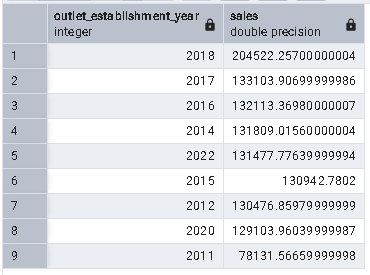 outlet_establishment_year sales
integer double precision
1 2018 204522.25700000004
2 2017 133103.90699999986
3 2016 132113.36980000007
4 2014 131809.01560000004
5 2022 131477.77639999994
6 2015 130942.7802
7 2012 130476.85979999999
8 2020 129103.96039999987
9 2011 78131.56659999998